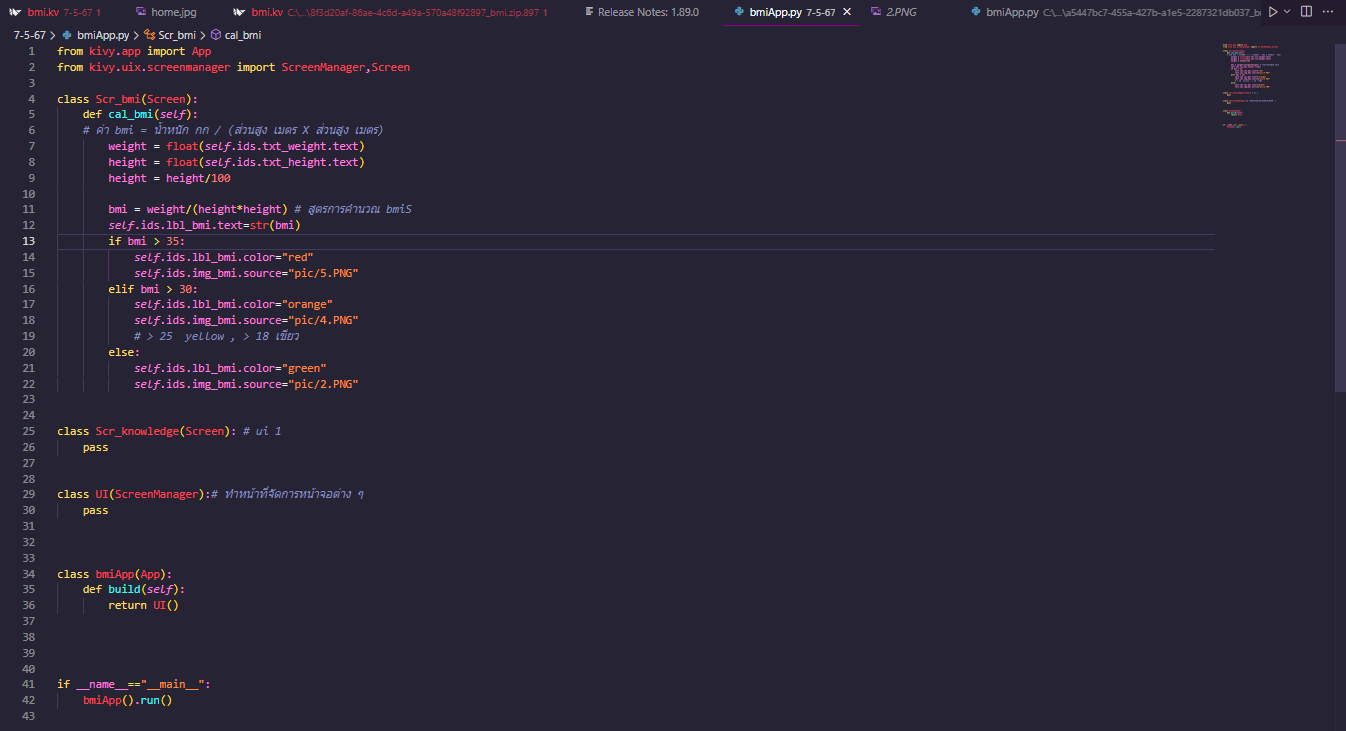 bmi.kv 7-5-67 1 home.jpg bmi.kv C:\...\8f3d20af-86ae-4c6d-a49a-570a48f92897_bmi.zip.897 1 Release Notes: 1.89.0 bmiApp.py 7-5-67 2.PNG bmiApp.py C:\...\a5447bc7-455a-427b-a1e5-2287321db037_b
7-5-67 > bmiApp.py > Scr_bmi > cal_bmi
1 from kivy.app import App
2 from kivy.uix.screenmanager import ScreenManager,Screen
3
4 class Scr_bmi(Screen):
5 def cal_bmi(self):
6 # ค่า bmi = น้ำหนัก กก / (ส่วนสูง เมตร X ส่วนสูง เมตร)
7 weight = float(self.ids.txt_weight.text)
8 height = float(self.ids.txt_height.text)
9 height = height/100
10
11 bmi = weight/(height*height) # สูตรการคำนวณ bmiS
12 self.ids.lbl_bmi.text=str(bmi)
13 if bmi > 35:
14 self.ids.lbl_bmi.color="red"
15 self.ids.img_bmi.source="pic/5.PNG"
16 elif bmi > 30:
17 self.ids.lbl_bmi.color="orange"
18 self.ids.img_bmi.source="pic/4.PNG"
19 # > 25  yellow , > 18 เขียว
20 else:
21 self.ids.lbl_bmi.color="green"
22 self.ids.img_bmi.source="pic/2.PNG"
23
24
25 class Scr_knowledge(Screen): # ui 1
26 pass
27
28
29 class UI(ScreenManager):# ทำหน้าที่จัดการหน้าจอต่าง ๆ
30 pass
31
32
33
34 class bmiApp(App):
35 def build(self):
36 return UI()
37
38
39
40
41 if __name__=="__main__":
42 bmiApp().run()
43